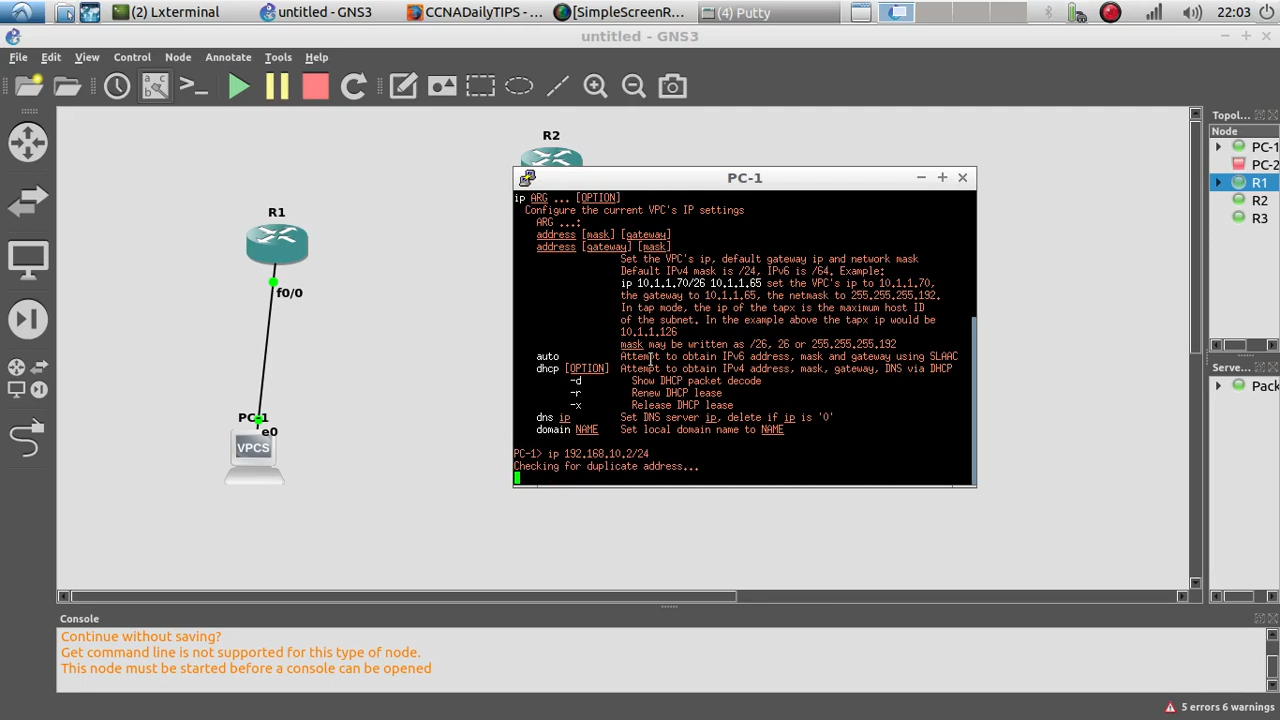 (2) Lxterminal
untitled - GNS3
CCNADailyTIPS - ...
[SimpleScreenR...
(4) Putty
22:03
untitled - GNS3
File Edit View Control Node Annotate Tools Help
R2
R1
f0/0
PC-1
e0
VPCS
PC-1
ip ARG ... [OPTION]
Configure the current VPC's IP settings
ARG ...:
address [mask] [gateway]
address [gateway] [mask]
Set the VPC's ip, default gateway ip and network mask
Default IPv4 mask is /24, IPv6 is /64. Example:
ip 10.1.1.70/26 10.1.1.65 set the VPC's ip to 10.1.1.70,
the gateway to 10.1.1.65, the netmask to 255.255.255.192.
In tap mode, the ip of the tapx is the maximum host ID
of the subnet. In the example above the tapx ip would be
10.1.1.126
mask may be written as /26, 26 or 255.255.255.192
auto Attempt to obtain IPv6 address, mask and gateway using SLAAC
dhcp [OPTION] Attempt to obtain IPv4 address, mask, gateway, DNS via DHCP
-d Show DHCP packet decode
-r Renew DHCP lease
-x Release DHCP lease
dns ip Set DNS server ip, delete if ip is '0'
domain NAME Set local domain name to NAME
PC-1> ip 192.168.10.2/24
Checking for duplicate address...
Topol...
Node
PC-1
PC-2
R1
R2
R3
Serve...
Pack
Console
Continue without saving?
Get command line is not supported for this type of node.
This node must be started before a console can be opened
5 errors 6 warnings